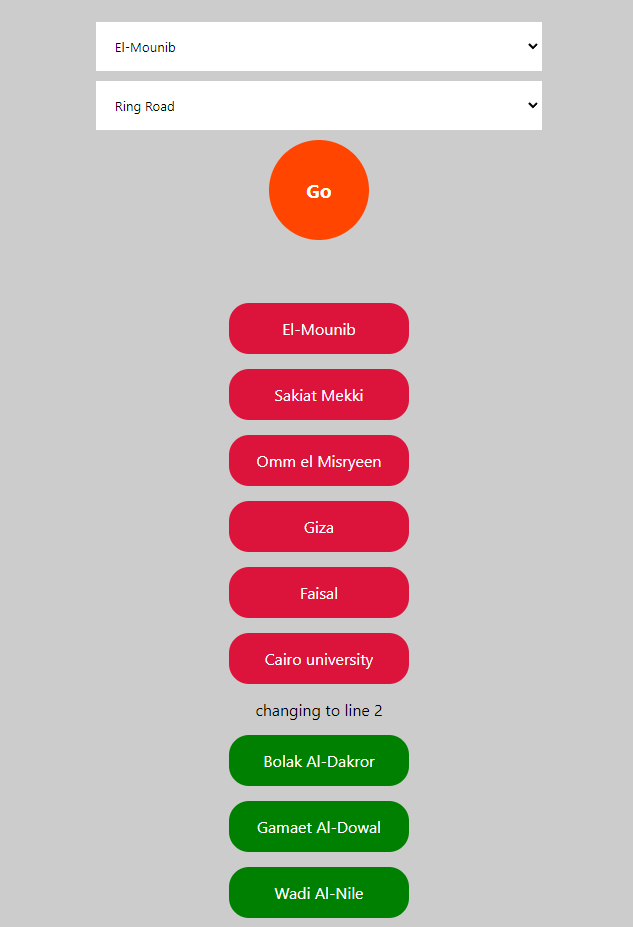 El-Mounib
Ring Road
Go
El-Mounib
Sakiat Mekki
Omm el Misryeen
Giza
Faisal
Cairo university
changing to line 2
Bolak Al-Dakror
Gamaet Al-Dowal
Wadi Al-Nile